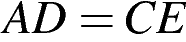 AD = CE